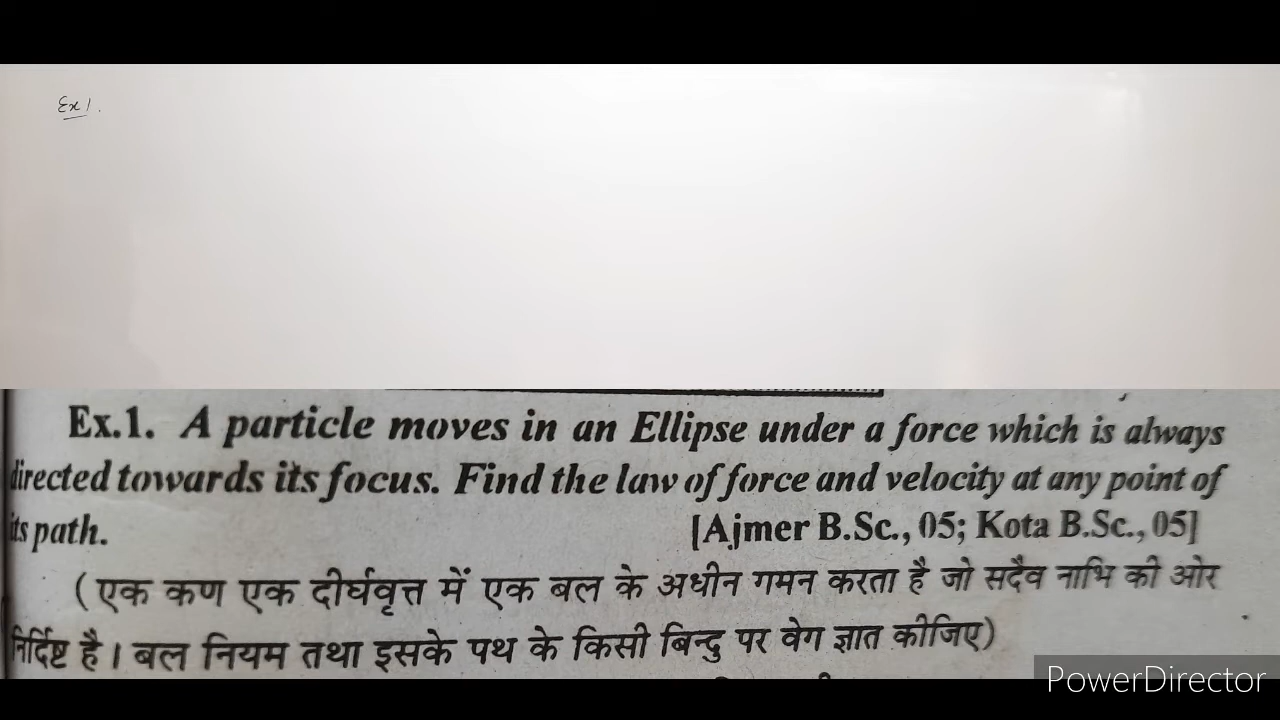 Ex 1.
Ex.1. A particle moves in an Ellipse under a force which is always
directed towards its focus. Find the law of force and velocity at any point of
its path. [Ajmer B.Sc., 05; Kota B.Sc., 05]
(एक कण एक दीर्घवृत्त में एक बल के अधीन गमन करता है जो सदैव नाभि की ओर
निर्दिष्ट है। बल नियम तथा इसके पथ के किसी बिन्दु पर वेग ज्ञात कीजिए)
PowerDirector